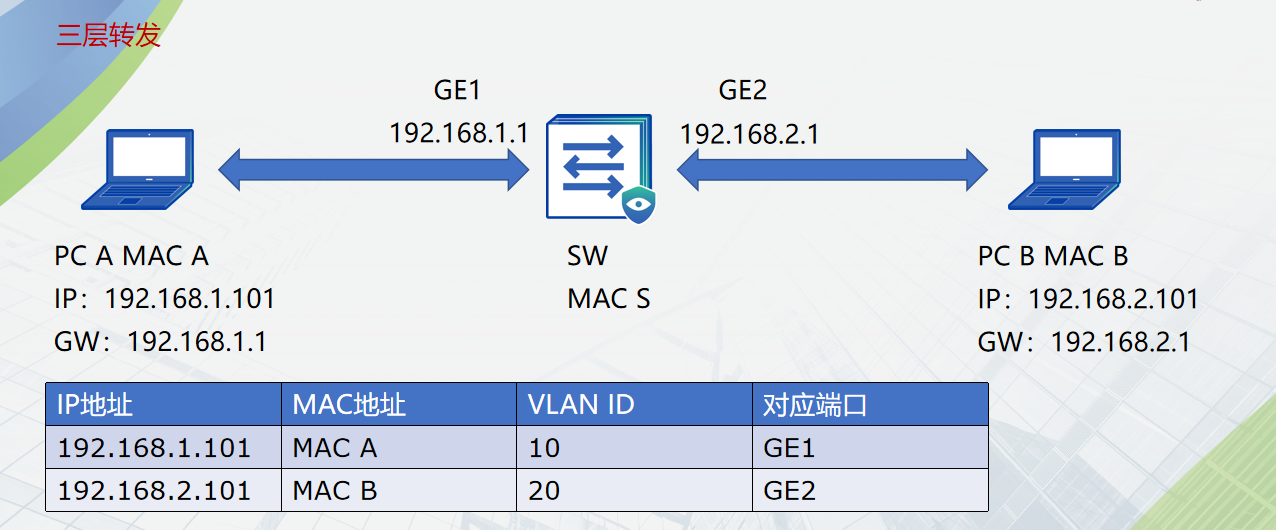 三层转发
GE1
GE2
192.168.1.1
192.168.2.1
PC A MAC A
IP：192.168.1.101
GW：192.168.1.1
SW
MAC S
PC B MAC B
IP：192.168.2.101
GW：192.168.2.1
IP地址 MAC地址 VLAN ID 对应端口
192.168.1.101 MAC A 10 GE1
192.168.2.101 MAC B 20 GE2